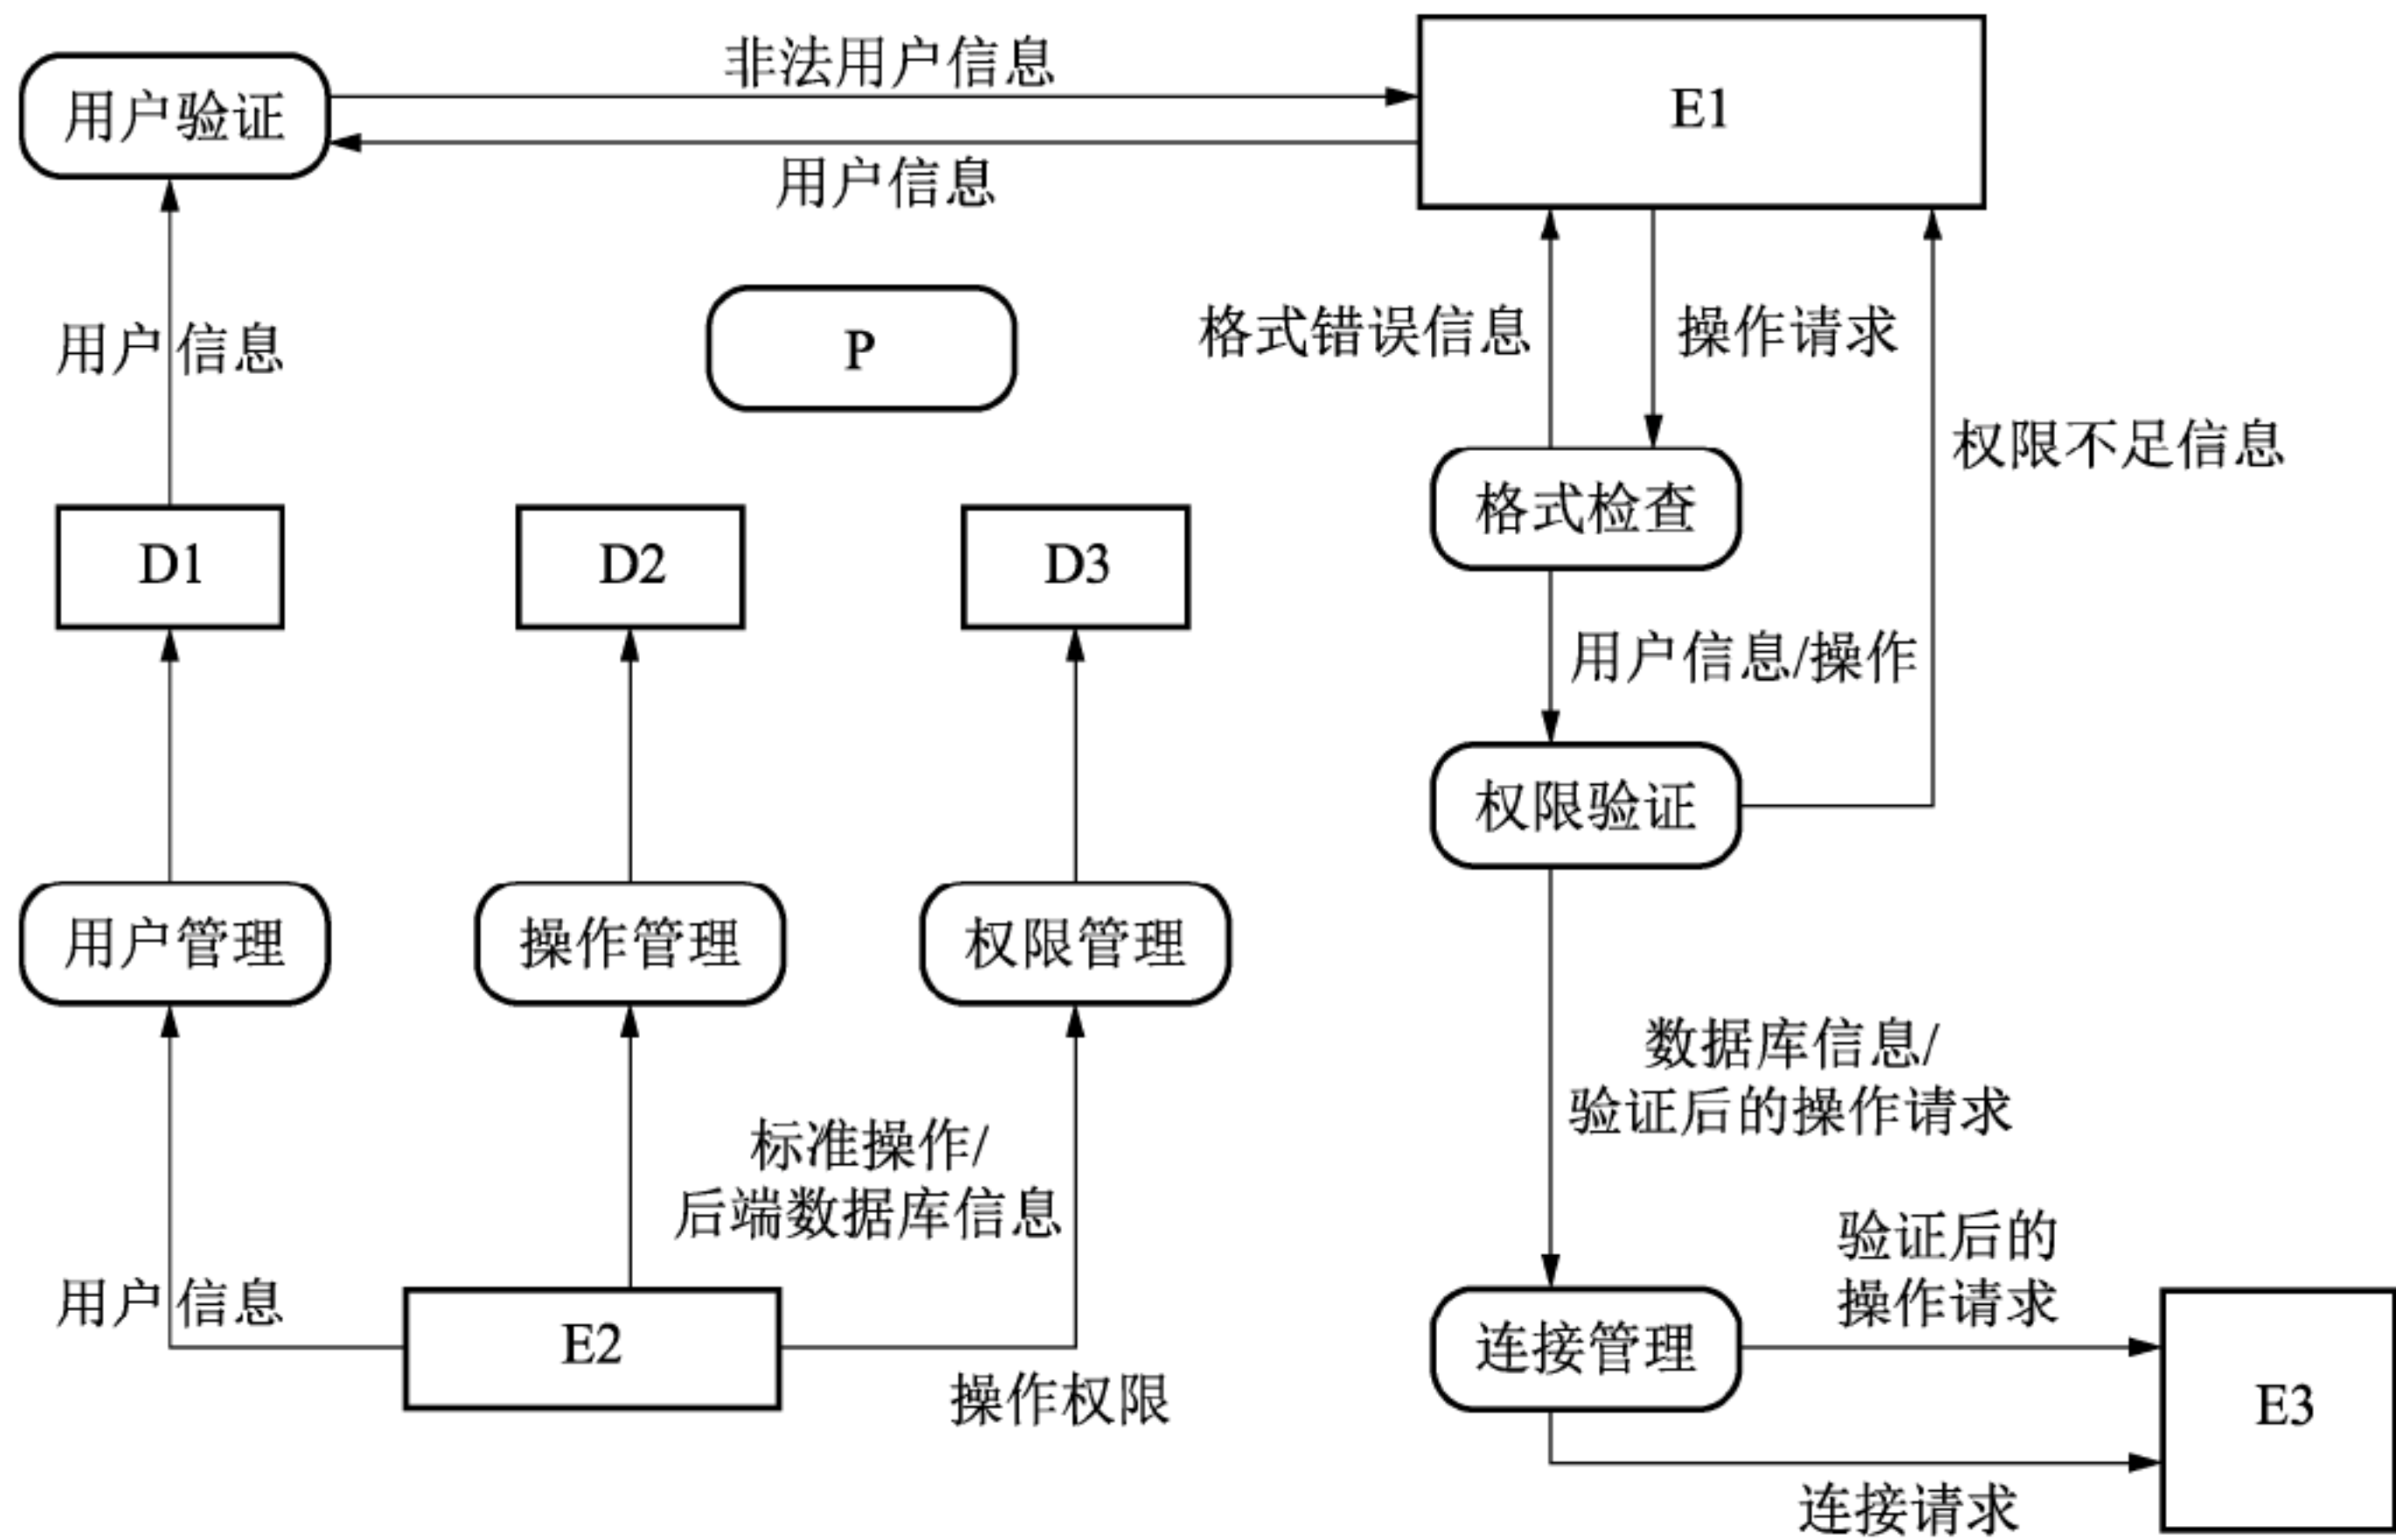 非法用户信息
用户验证
E1
用户信息
P
用户信息
格式错误信息
操作请求
权限不足信息
格式检查
D1
D2
D3
用户信息/操作
权限验证
用户管理
操作管理
权限管理
数据库信息/
验证后的操作请求
标准操作/
后端数据库信息
验证后的
操作请求
用户信息
E2
连接管理
操作权限
E3
连接请求